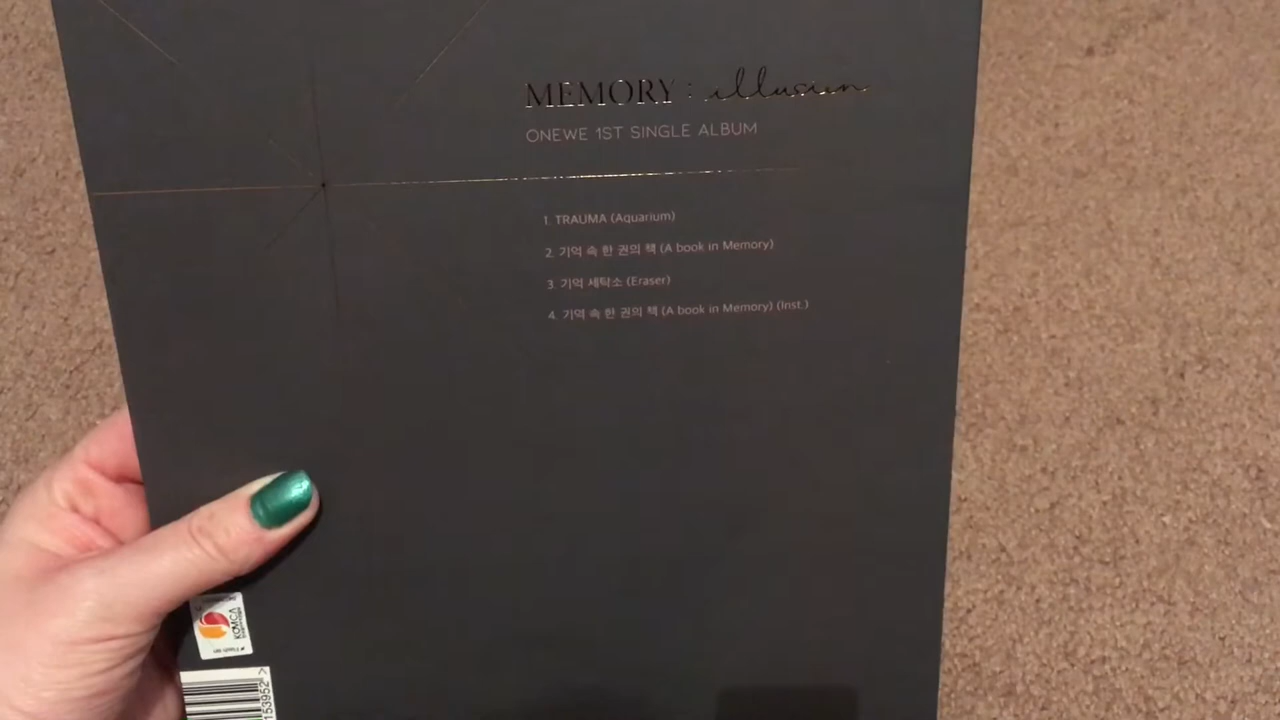 MEMORY : illusion
ONEWE 1ST SINGLE ALBUM
1. TRAUMA (Aquarium)
2. 기억 속 한 권의 책 (A book in Memory)
3. 기억 세탁소 (Eraser)
4. 기억 속 한 권의 책 (A book in Memory) (Inst.)
KOMCA
153952 >